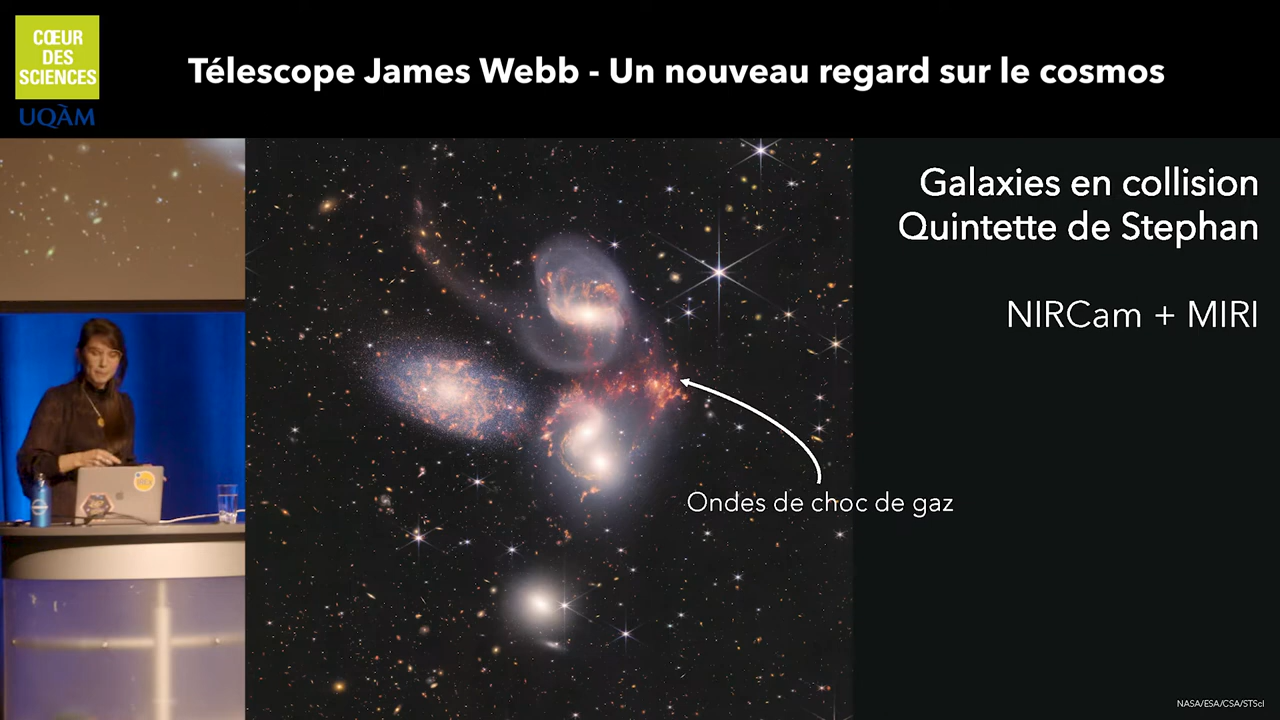 CŒUR
DES
SCIENCES
UQÀM
Télescope James Webb - Un nouveau regard sur le cosmos
Galaxies en collision
Quintette de Stephan
NIRCam + MIRI
Ondes de choc de gaz
NASA/ESA/CSA/STScI